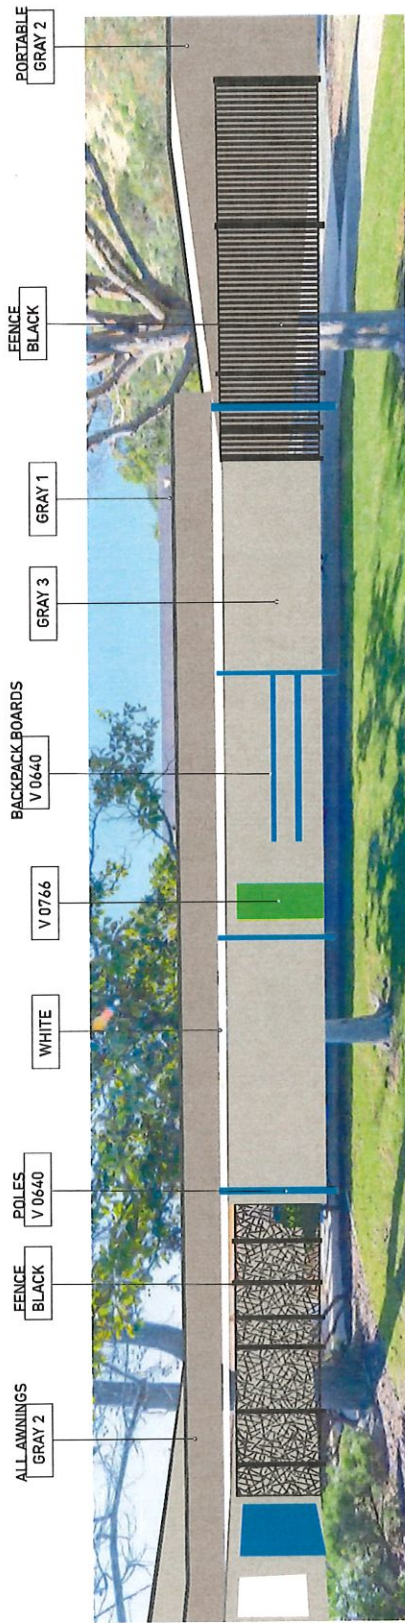 ALL AWNINGS
GRAY 2
FENCE
BLACK
POLES
V 0640
WHITE
V 0766
BACKPACK BOARDS
V 0640
GRAY 3
GRAY 1
FENCE
BLACK
PORTABLE
GRAY 2